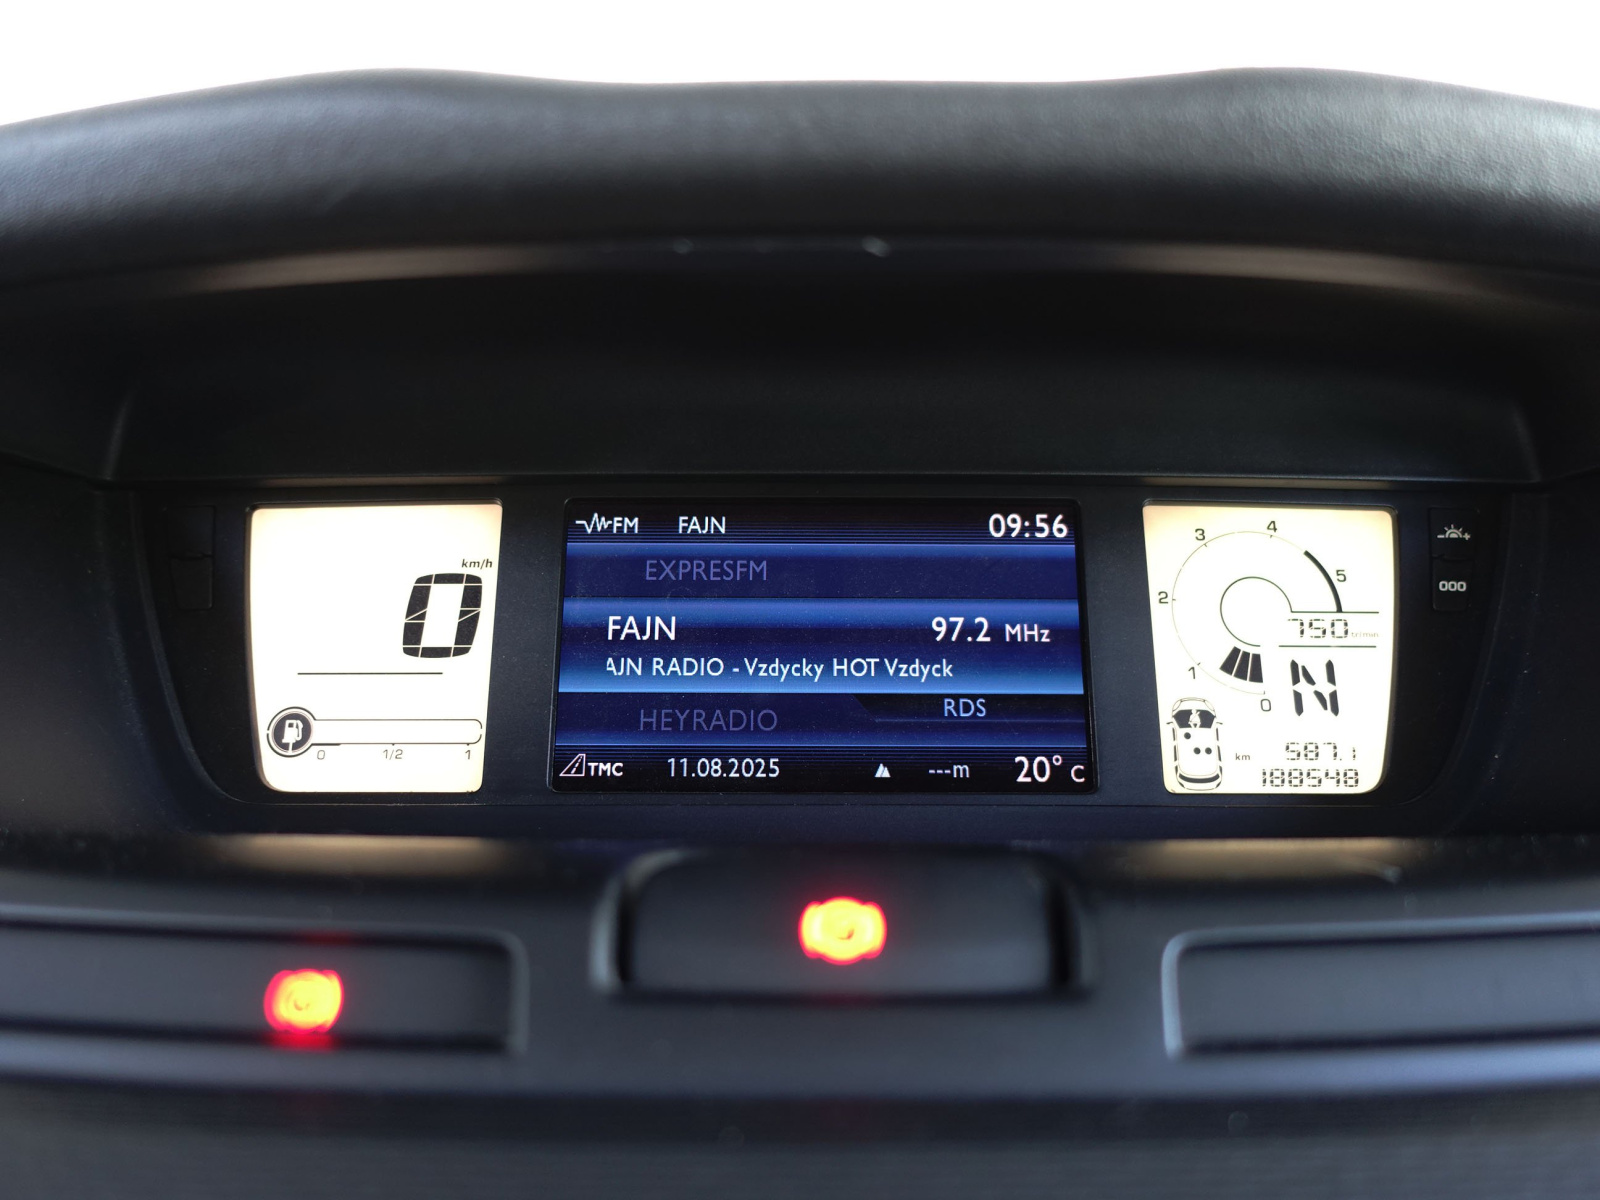 km/h
0
0 1/2 1
FM FAJN 09:56
EXPRESFM
FAJN 97.2 MHz
AJN RADIO - Vzdycky HOT Vzdyck
HEYRADIO RDS
TMC 11.08.2025 ---m 20° C
0 1 2 3 4 5
750 tr/min
N
km 587.1
188548
000